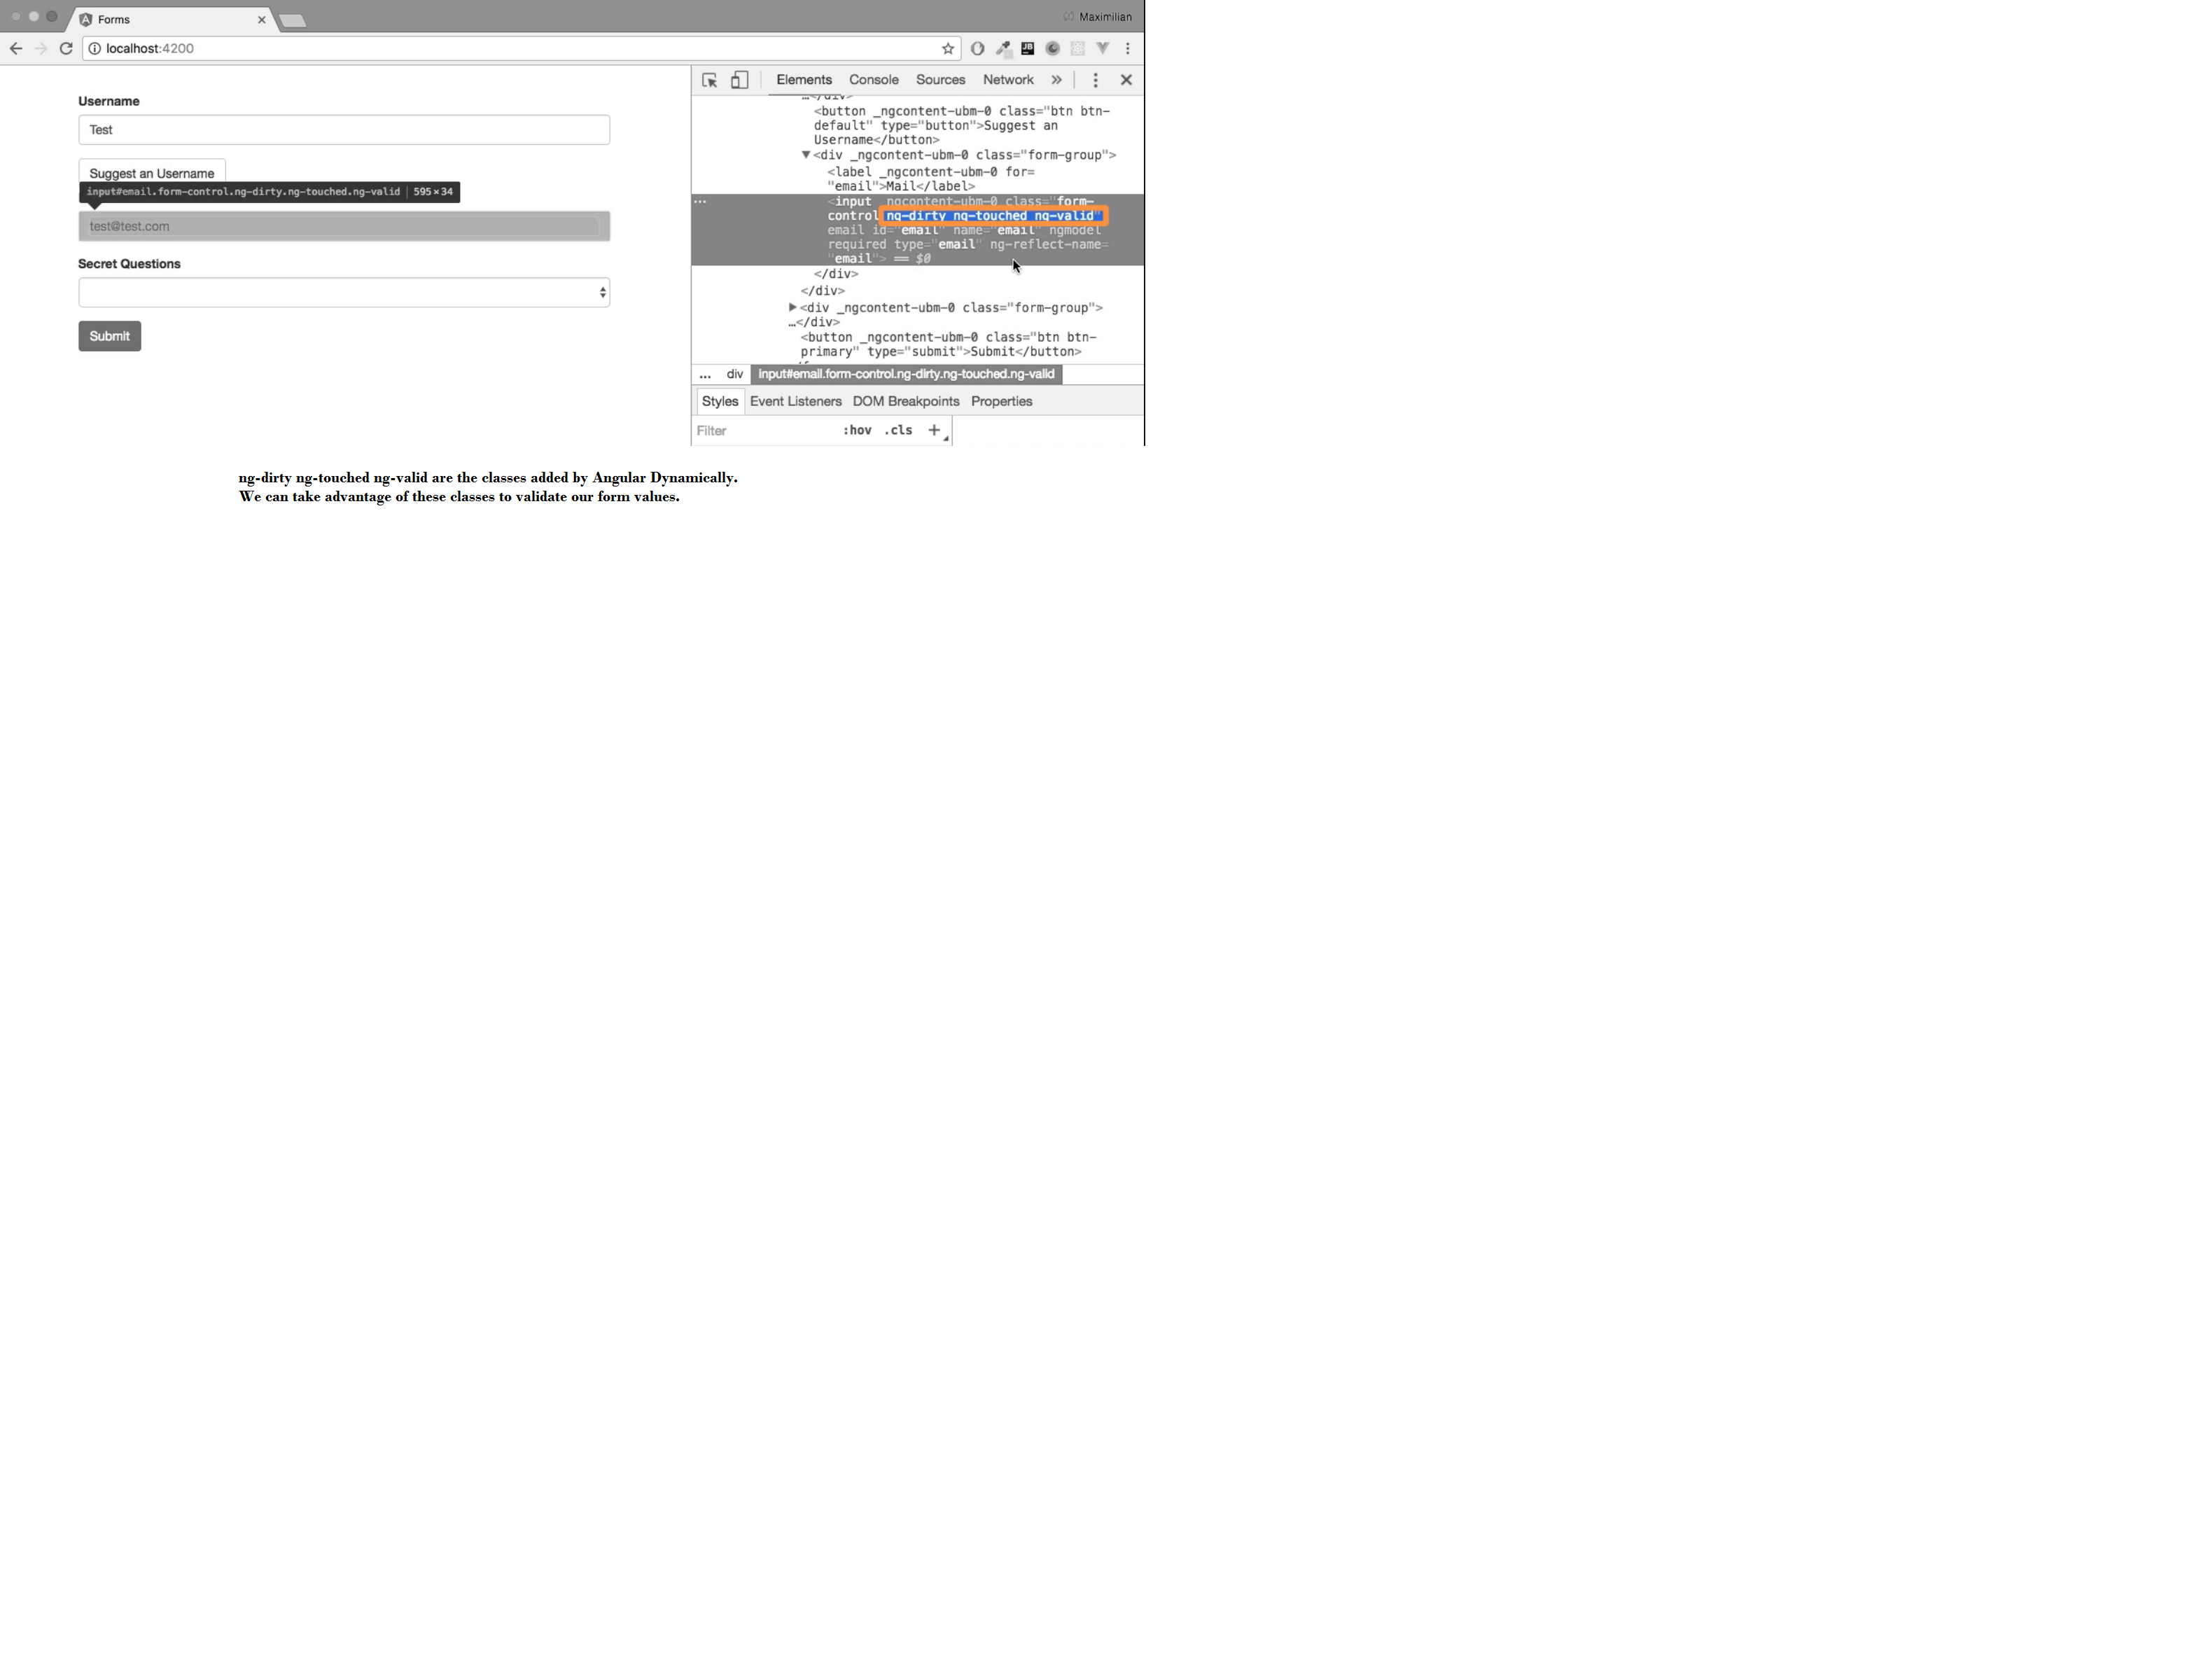 Forms
Maximilian
localhost:4200
JB
Username
Test
Suggest an Username
input#email.form-control.ng-dirty.ng-touched.ng-valid | 595×34
test@test.com
Secret Questions
Submit
Elements Console Sources Network »
…</div>
<button _ngcontent-ubm-0 class="btn btn-
default" type="button">Suggest an
Username</button>
▼<div _ngcontent-ubm-0 class="form-group">
<label _ngcontent-ubm-0 for=
"email">Mail</label>
... <input _ngcontent-ubm-0 class="form-
control ng-dirty ng-touched ng-valid"
email id="email" name="email" ngmodel
required type="email" ng-reflect-name=
"email"> == $0
</div>
</div>
▶<div _ngcontent-ubm-0 class="form-group">
…</div>
<button _ngcontent-ubm-0 class="btn btn-
primary" type="submit">Submit</button>
... div input#email.form-control.ng-dirty.ng-touched.ng-valid
Styles Event Listeners DOM Breakpoints Properties
Filter :hov .cls +
ng-dirty ng-touched ng-valid are the classes added by Angular Dynamically.
We can take advantage of these classes to validate our form values.